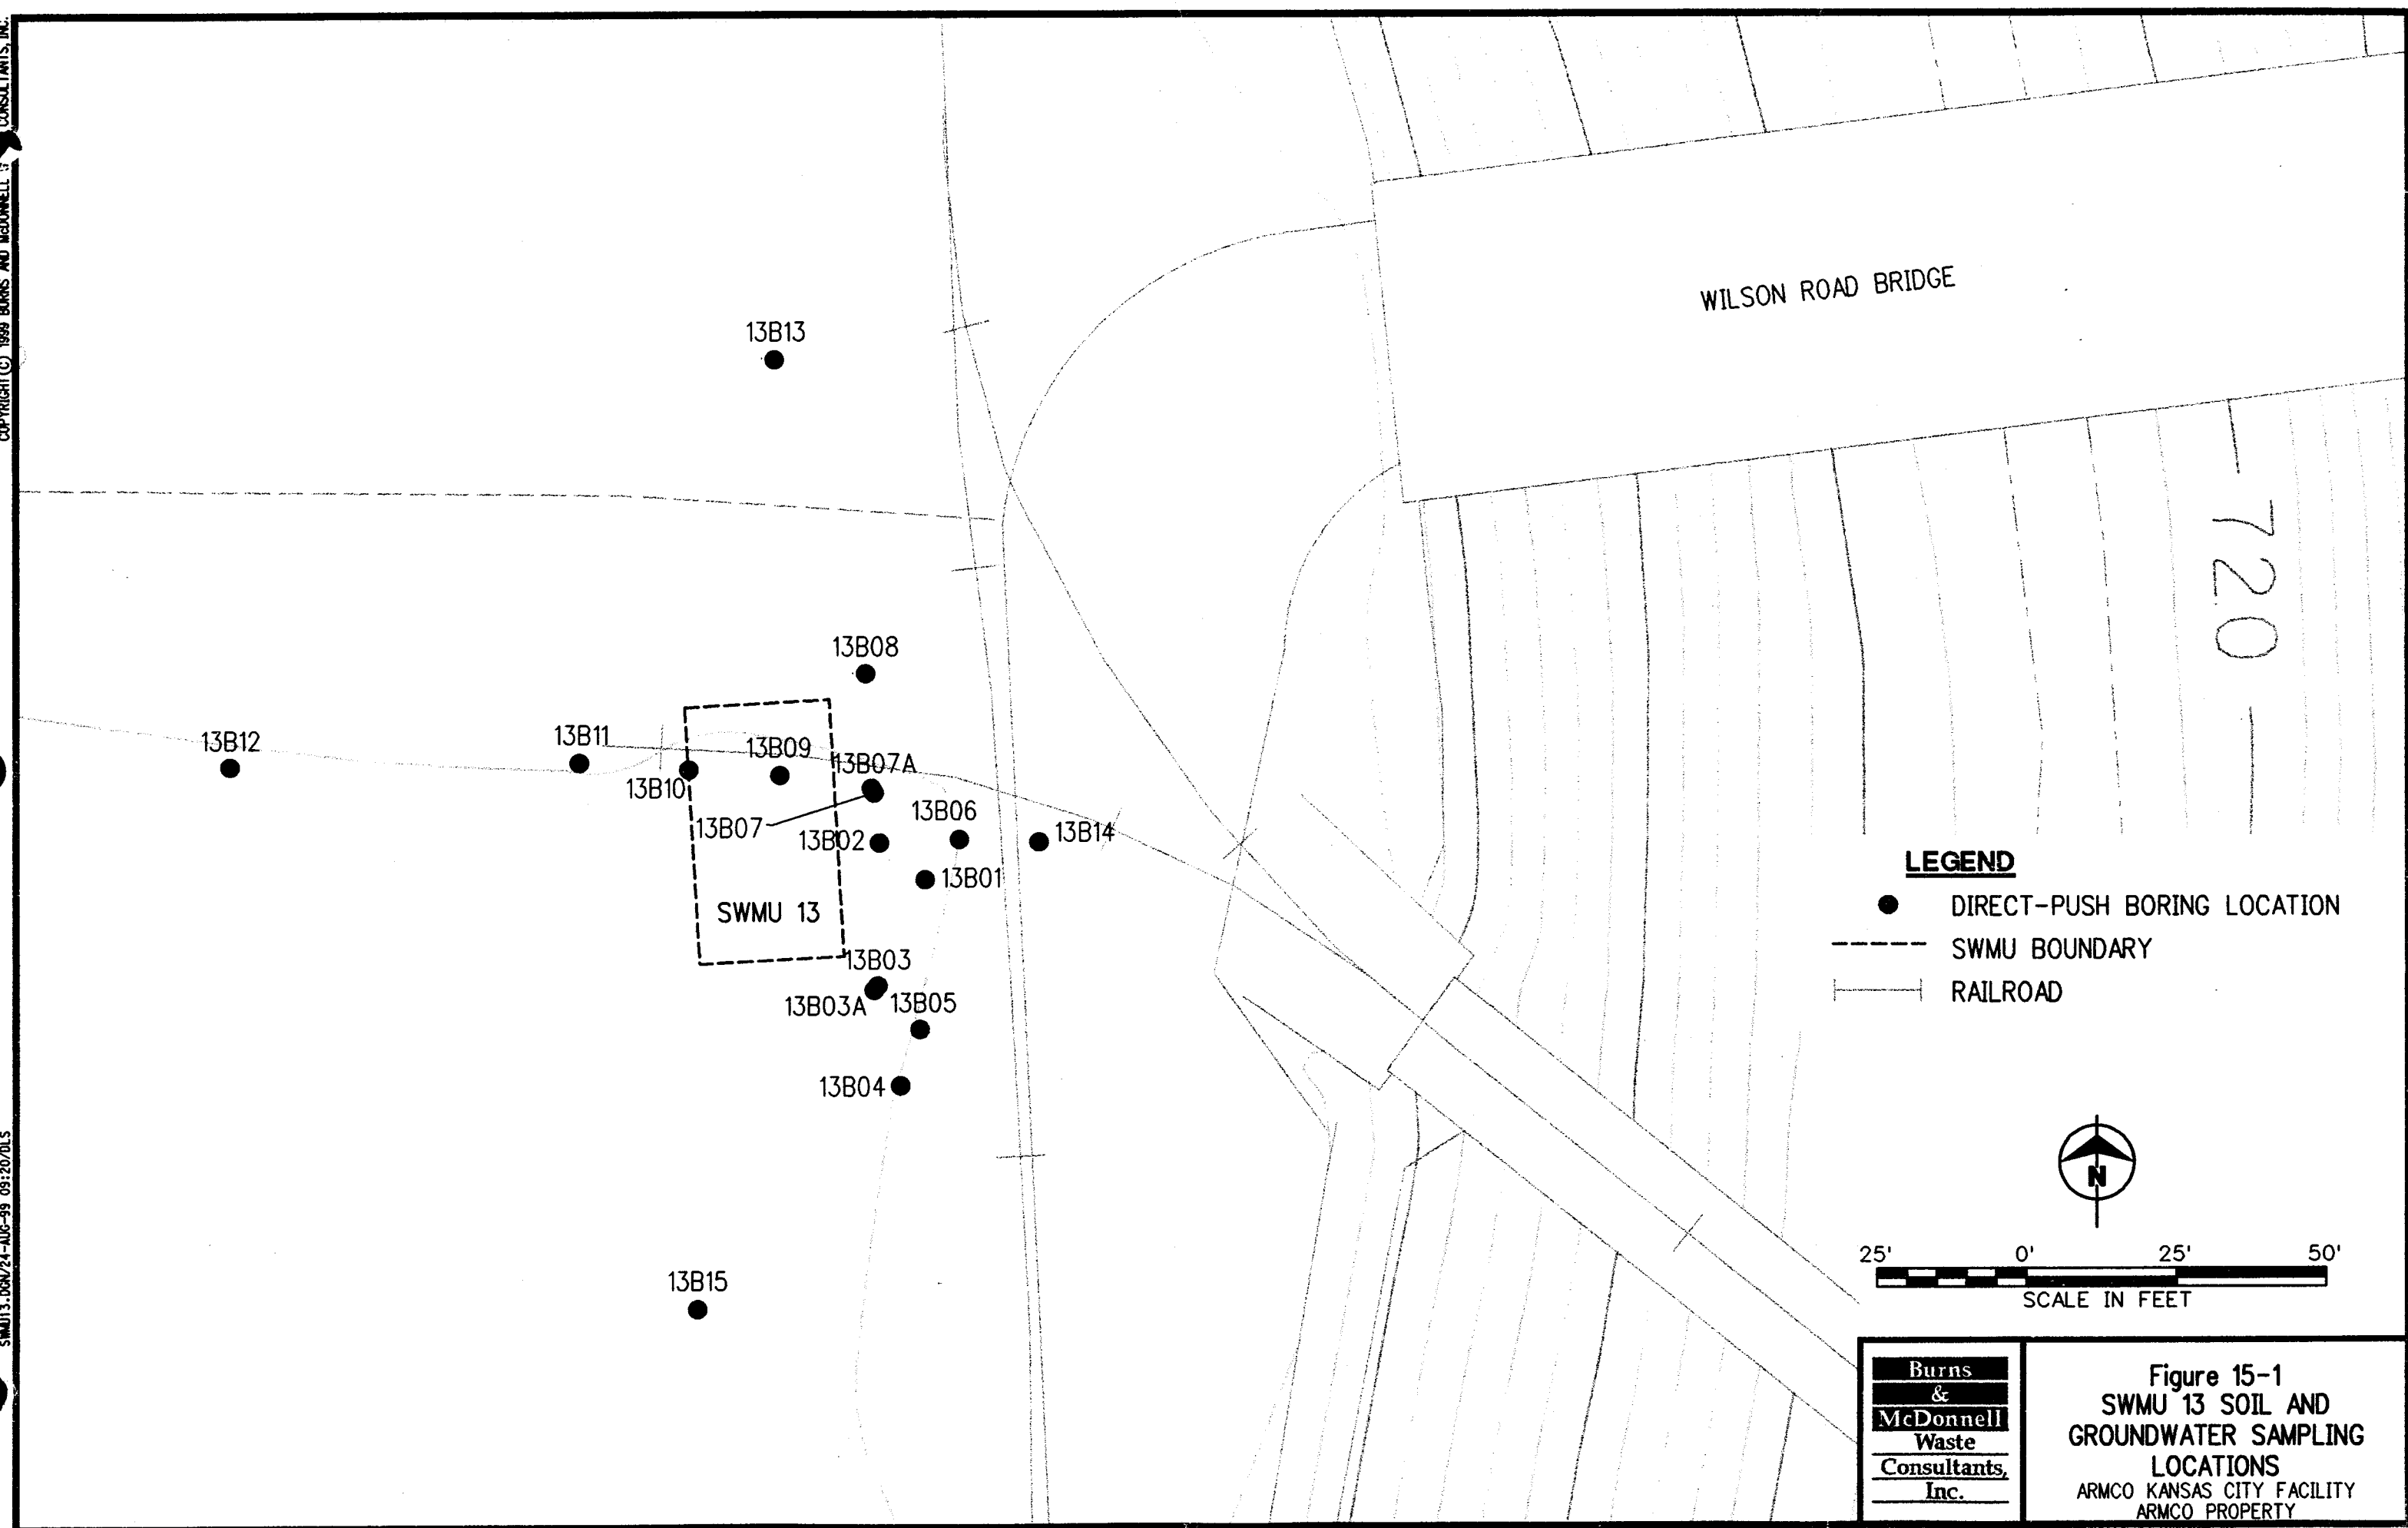 COPYRIGHT (C) 1999 BURNS AND McDONNELL
CONSULTANTS, INC.
SWMU13.DGN/24-AUG-99 09:20/DLS
WILSON ROAD BRIDGE
720
13B13
13B08
13B12
13B11
13B09
13B07A
13B10
13B07
13B06
13B02
13B14
13B01
SWMU 13
13B03
13B03A
13B05
13B04
13B15
LEGEND
DIRECT-PUSH BORING LOCATION
SWMU BOUNDARY
RAILROAD
N
25' 0' 25' 50'
SCALE IN FEET
Burns
&
McDonnell
Waste
Consultants,
Inc.
Figure 15-1
SWMU 13 SOIL AND
GROUNDWATER SAMPLING
LOCATIONS
ARMCO KANSAS CITY FACILITY
ARMCO PROPERTY